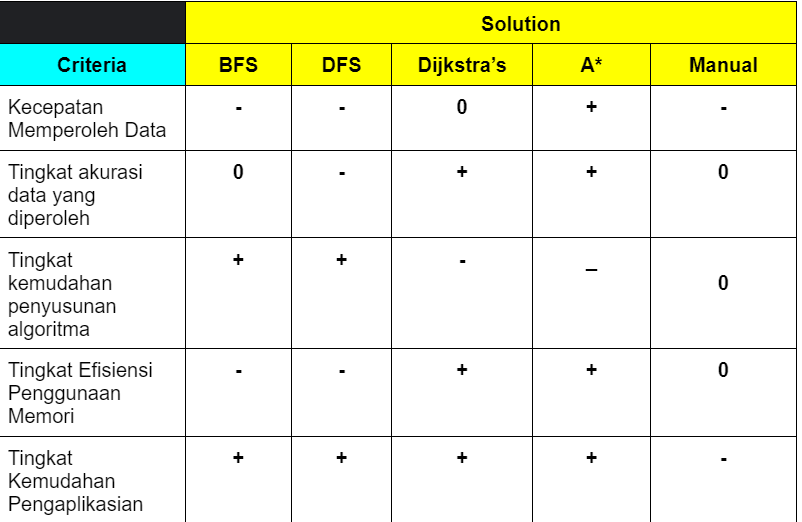 Solution
Criteria BFS DFS Dijkstra’s A* Manual
Kecepatan - - 0 + -
Memperoleh Data
Tingkat akurasi 0 - + + 0
data yang
diperoleh
Tingkat + + - –
kemudahan 0
penyusunan
algoritma
Tingkat Efisiensi - - + + 0
Penggunaan
Memori
Tingkat + + + + -
Kemudahan
Pengaplikasian